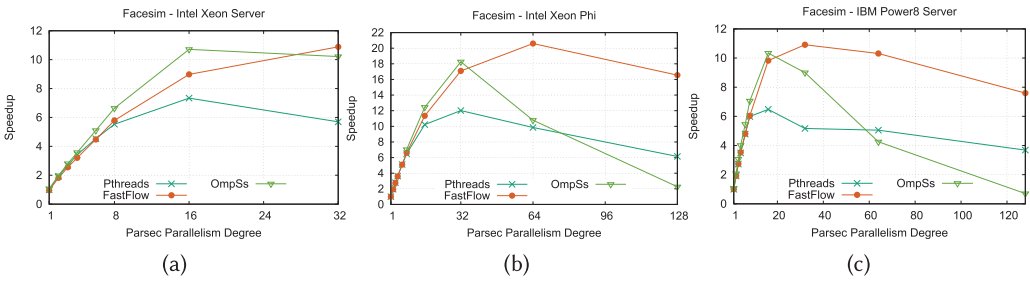 Facesim - Intel Xeon Server
12
10
8
6
4
2
0
Speedup
Pthreads
FastFlow
OmpSs
1 8 16 24 32
Parsec Parallelism Degree
(a)
Facesim - Intel Xeon Phi
22
20
18
16
14
12
10
8
6
4
2
0
Speedup
Pthreads
FastFlow
OmpSs
1 32 64 96 128
Parsec Parallelism Degree
(b)
Facesim - IBM Power8 Server
12
10
8
6
4
2
0
Speedup
Pthreads
FastFlow
OmpSs
1 20 40 60 80 100 120
Parsec Parallelism Degree
(c)